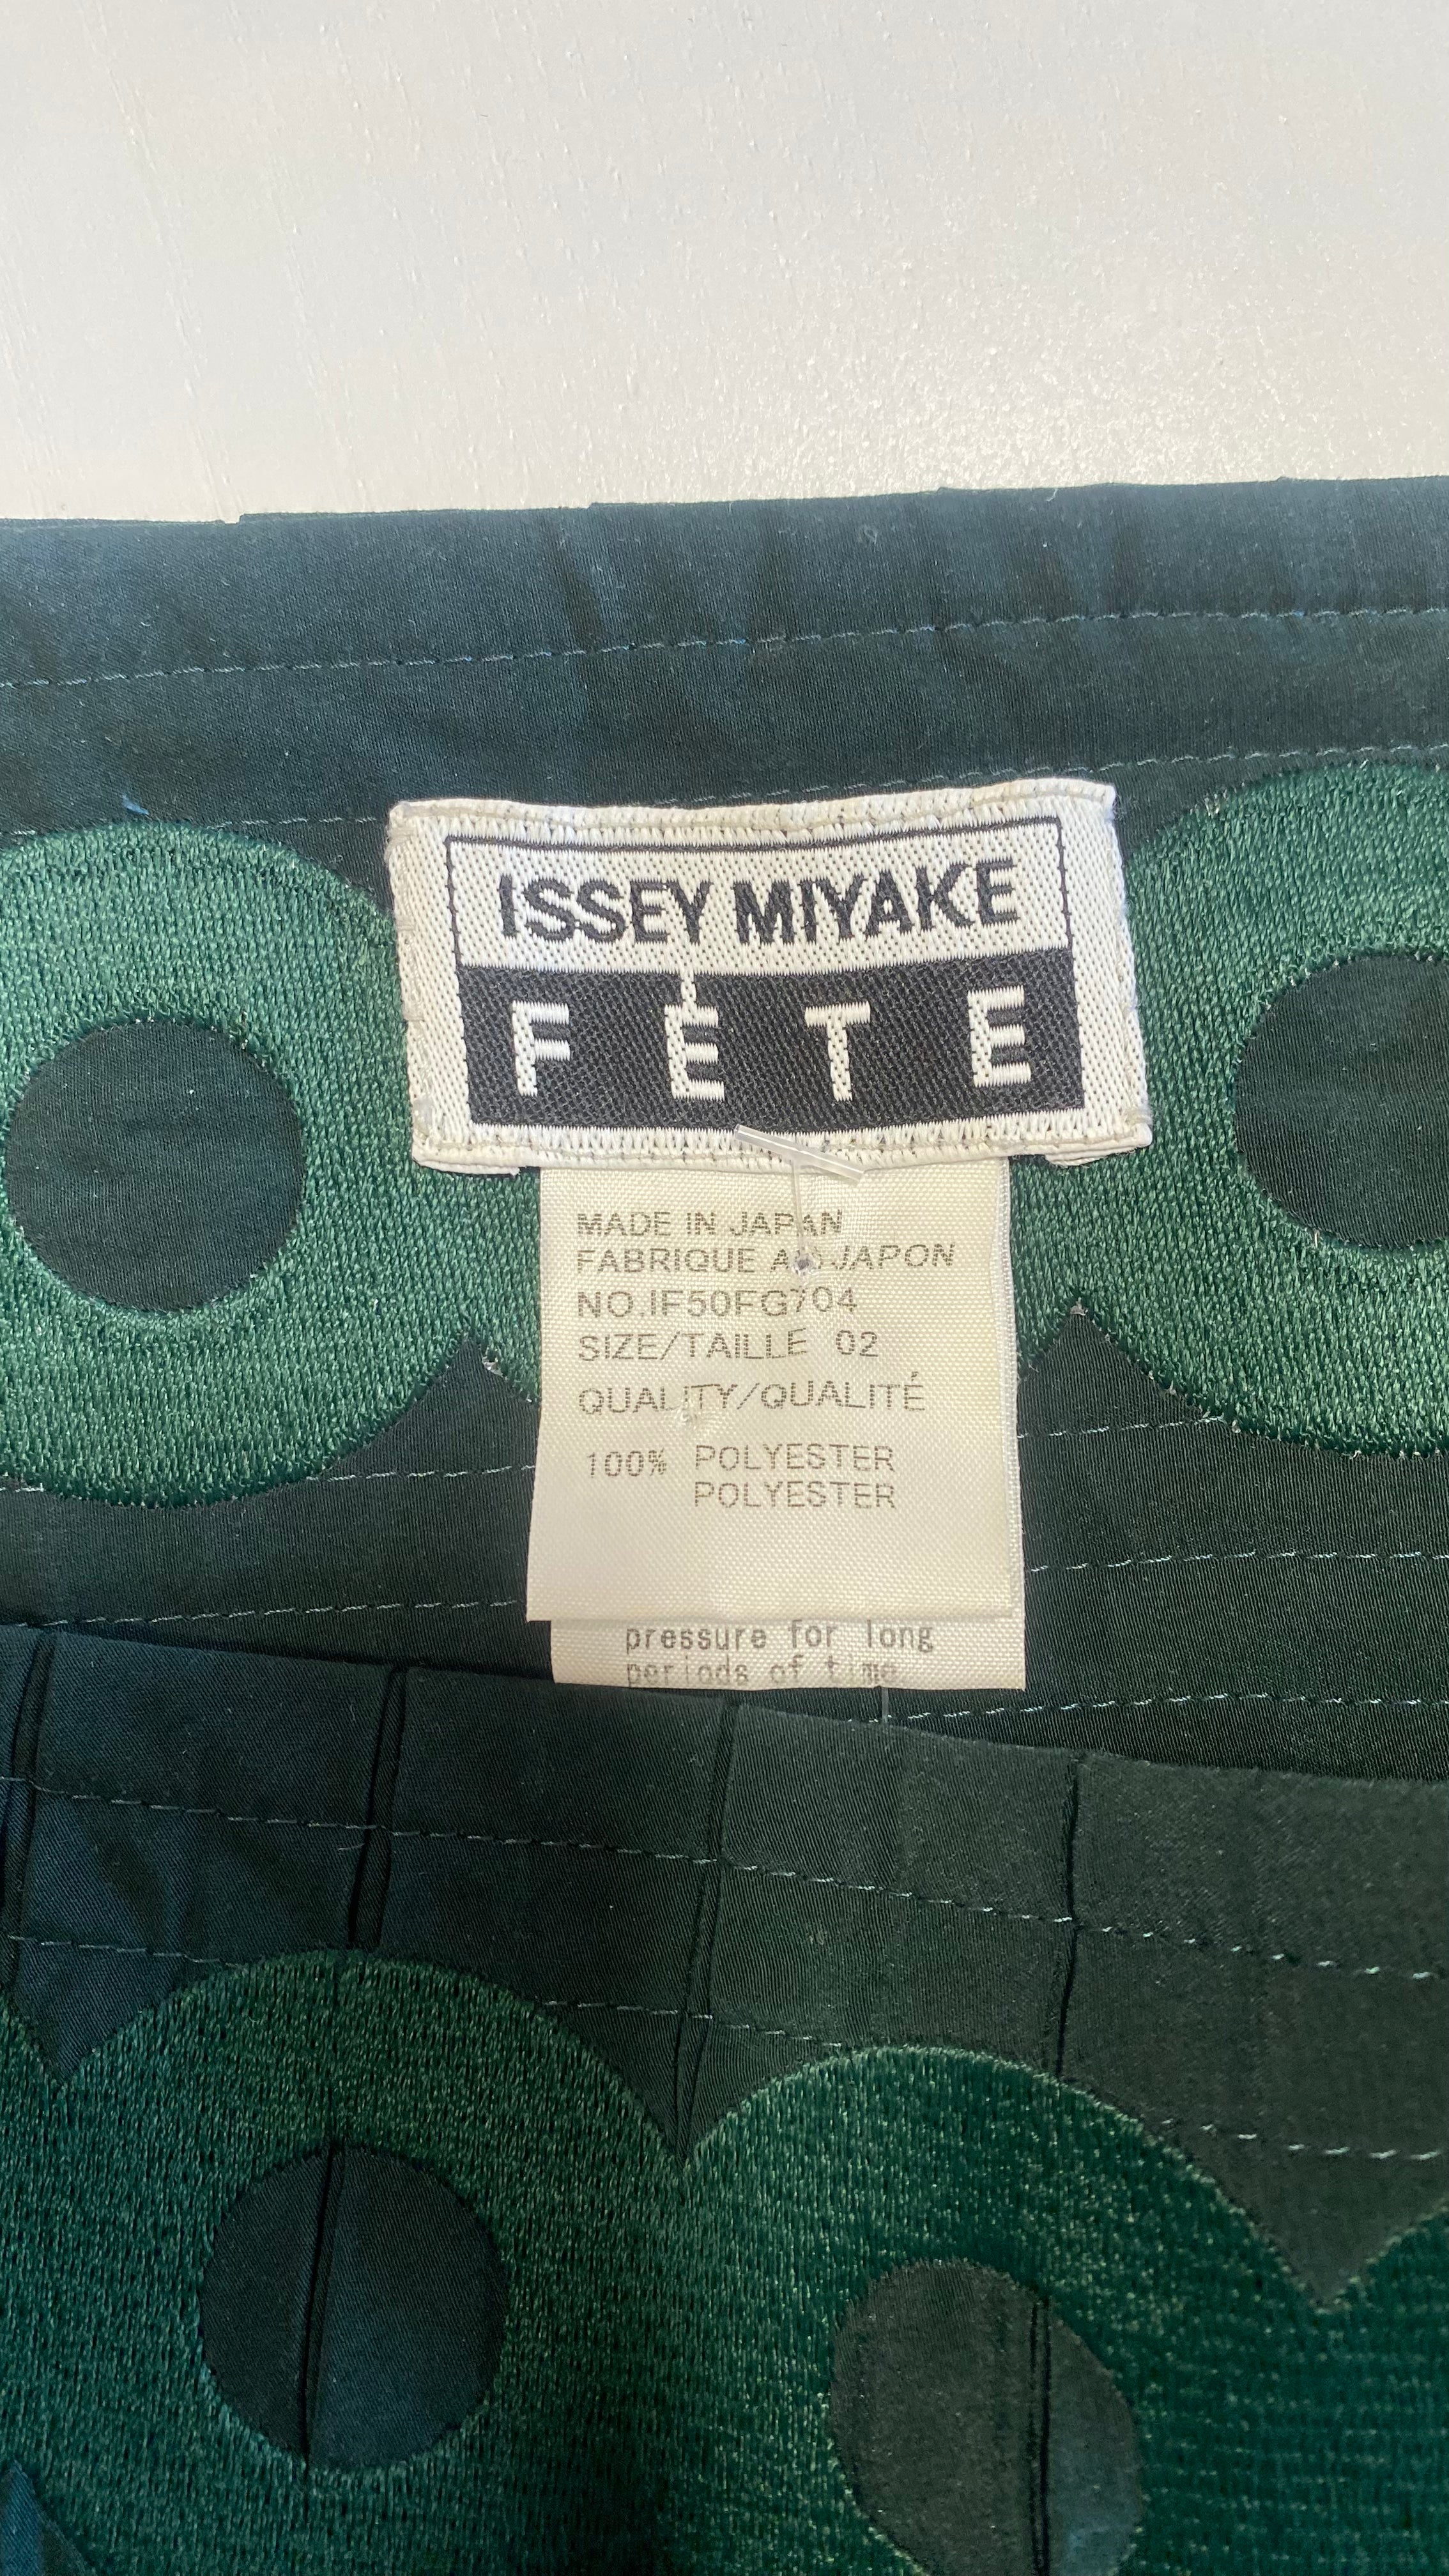 ISSEY MIYAKE
FÊTE
MADE IN JAPAN
FABRIQUE AU JAPON
NO.IF50FG704
SIZE/TAILLE 02
QUALITY/QUALITÉ
100% POLYESTER
POLYESTER
pressure for long
periods of time